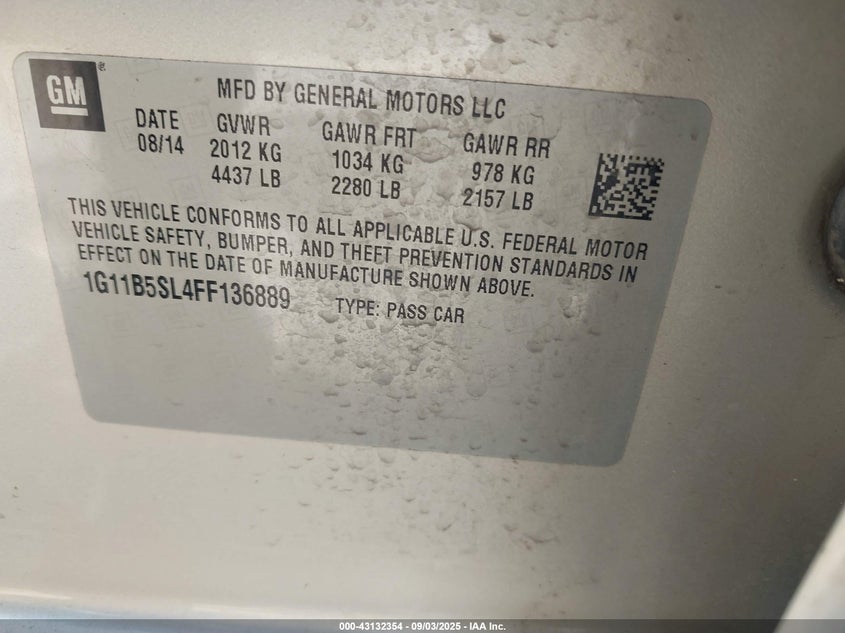 GM®
MFD BY GENERAL MOTORS LLC
DATE GVWR GAWR FRT GAWR RR
08/14 2012 KG 1034 KG 978 KG
4437 LB 2280 LB 2157 LB
THIS VEHICLE CONFORMS TO ALL APPLICABLE U.S. FEDERAL MOTOR
VEHICLE SAFETY, BUMPER, AND THEFT PREVENTION STANDARDS IN
EFFECT ON THE DATE OF MANUFACTURE SHOWN ABOVE.
1G11B5SL4FF136889 TYPE: PASS CAR
000-43132354 - 09/03/2025 - IAA Inc.